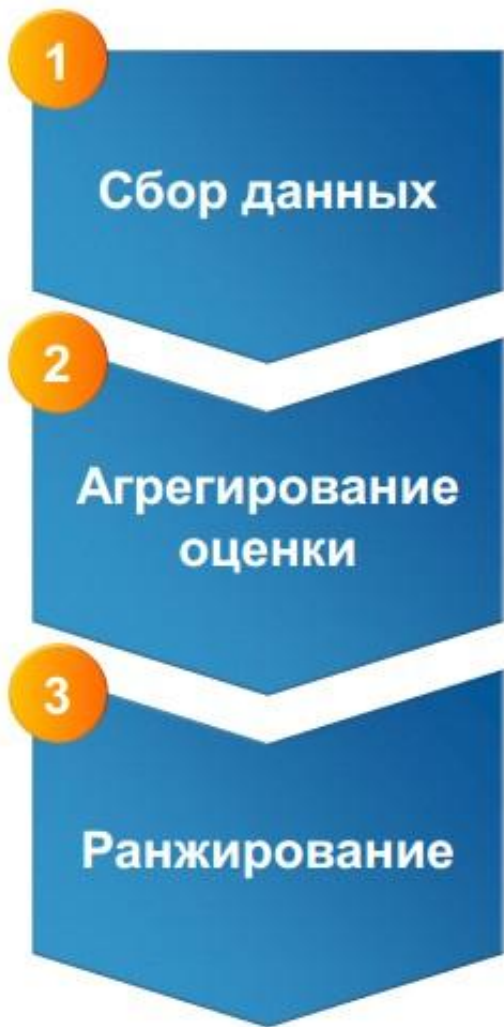 1
Сбор данных
2
Агрегирование
оценки
3
Ранжирование